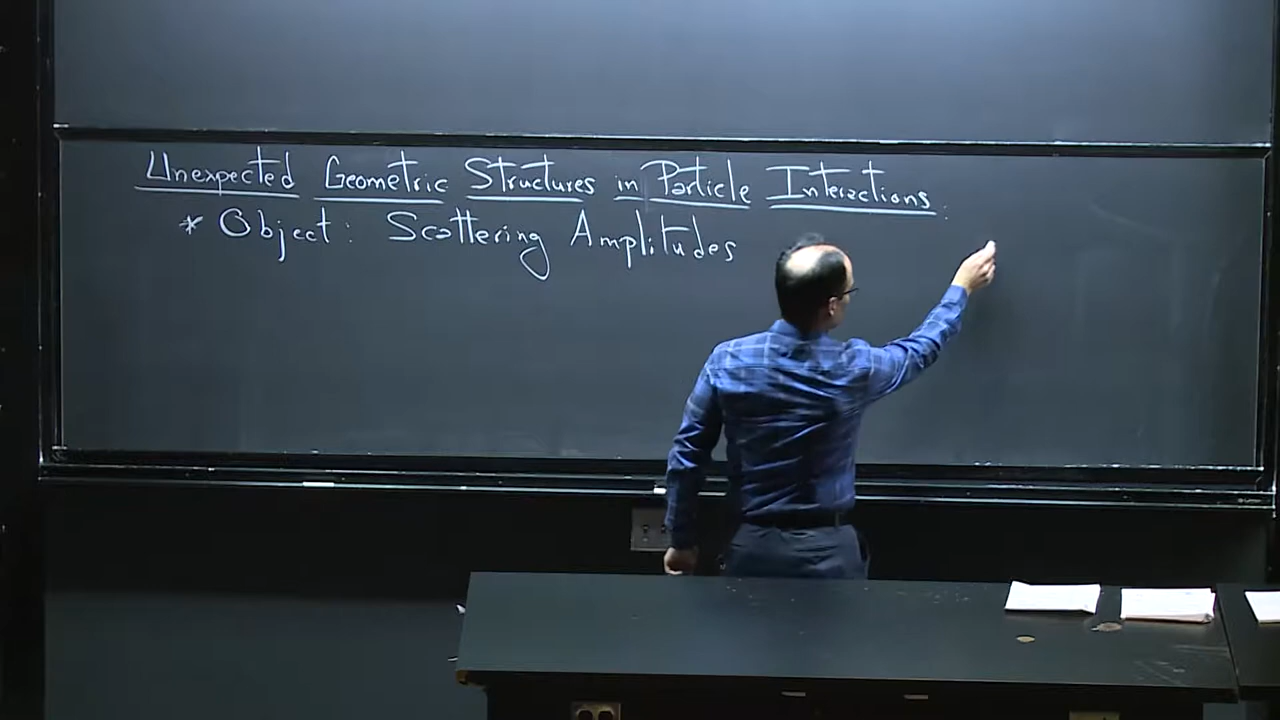 Unexpected Geometric Structures in Particle Interactions:
* Object: Scattering Amplitudes